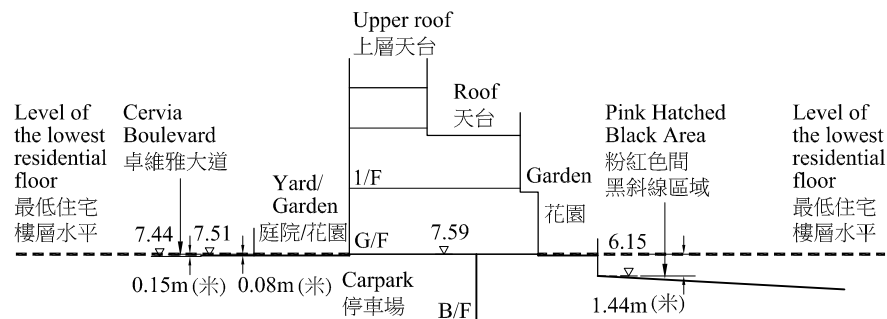 Upper roof
上層天台
Roof
天台
Level of
the lowest
residential
floor
最低住宅
樓層水平
Cervia
Boulevard
卓維雅大道
Yard/
Garden
庭院/花園
1/F
Garden
花園
Pink Hatched
Black Area
粉紅色間
黑斜線區域
Level of
the lowest
residential
floor
最低住宅
樓層水平
7.44
7.51
G/F
7.59
6.15
0.15m(米)
0.08m(米)
Carpark
停車場
B/F
1.44m(米)